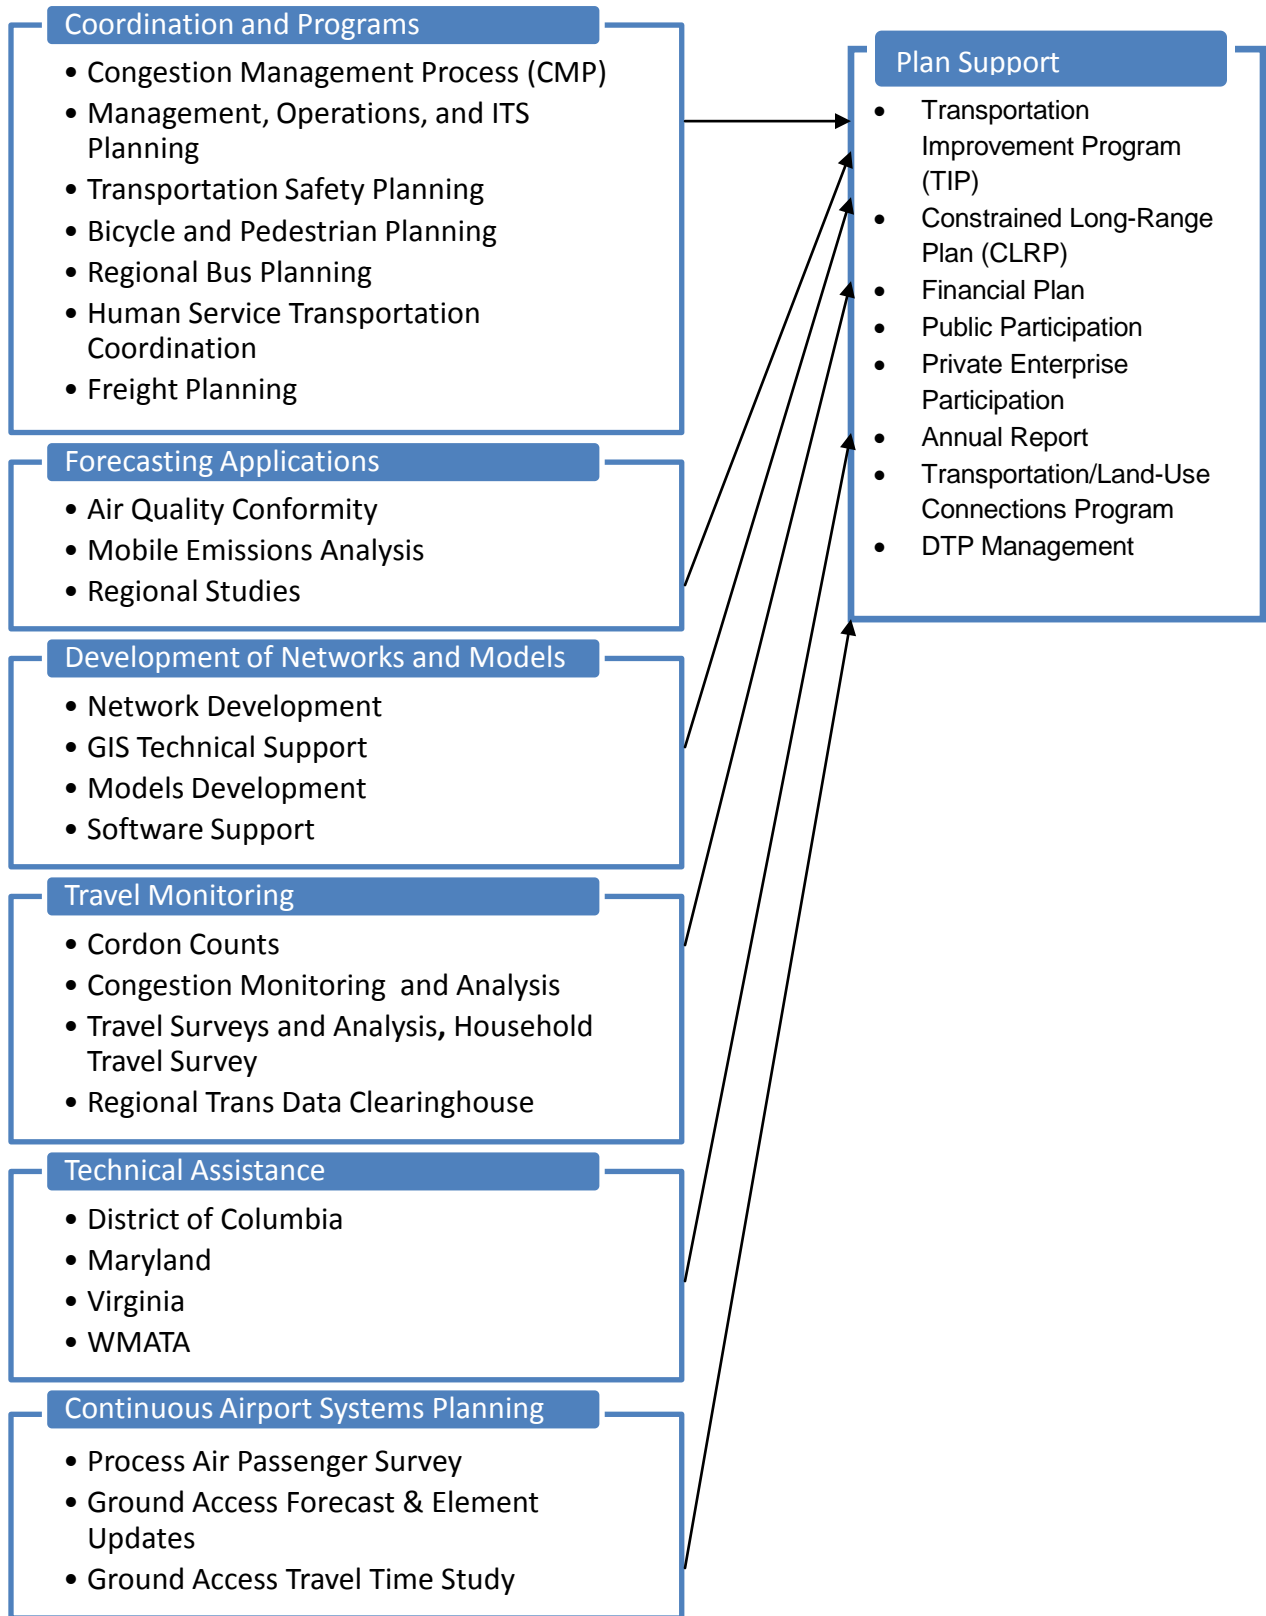 Coordination and Programs
• Congestion Management Process (CMP)
• Management, Operations, and ITS
Planning
• Transportation Safety Planning
• Bicycle and Pedestrian Planning
• Regional Bus Planning
• Human Service Transportation
Coordination
• Freight Planning
Forecasting Applications
• Air Quality Conformity
• Mobile Emissions Analysis
• Regional Studies
Development of Networks and Models
• Network Development
• GIS Technical Support
• Models Development
• Software Support
Travel Monitoring
• Cordon Counts
• Congestion Monitoring  and Analysis
• Travel Surveys and Analysis, Household
Travel Survey
• Regional Trans Data Clearinghouse
Technical Assistance
• District of Columbia
• Maryland
• Virginia
• WMATA
Continuous Airport Systems Planning
• Process Air Passenger Survey
• Ground Access Forecast & Element
Updates
• Ground Access Travel Time Study
Plan Support
• Transportation
Improvement Program
(TIP)
• Constrained Long-Range
Plan (CLRP)
• Financial Plan
• Public Participation
• Private Enterprise
Participation
• Annual Report
• Transportation/Land-Use
Connections Program
• DTP Management